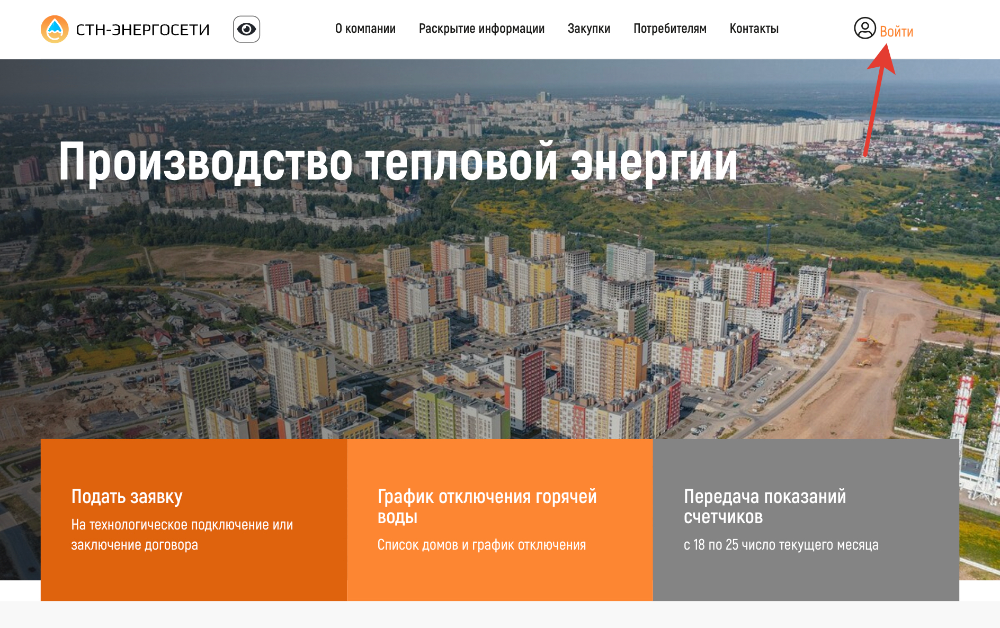 СТН-ЭНЕРГОСЕТИ
О компании Раскрытие информации Закупки Потребителям Контакты
Войти
Производство тепловой энергии
Подать заявку
На технологическое подключение или
заключение договора
График отключения горячей
воды
Список домов и график отключения
Передача показаний
счетчиков
с 18 по 25 число текущего месяца